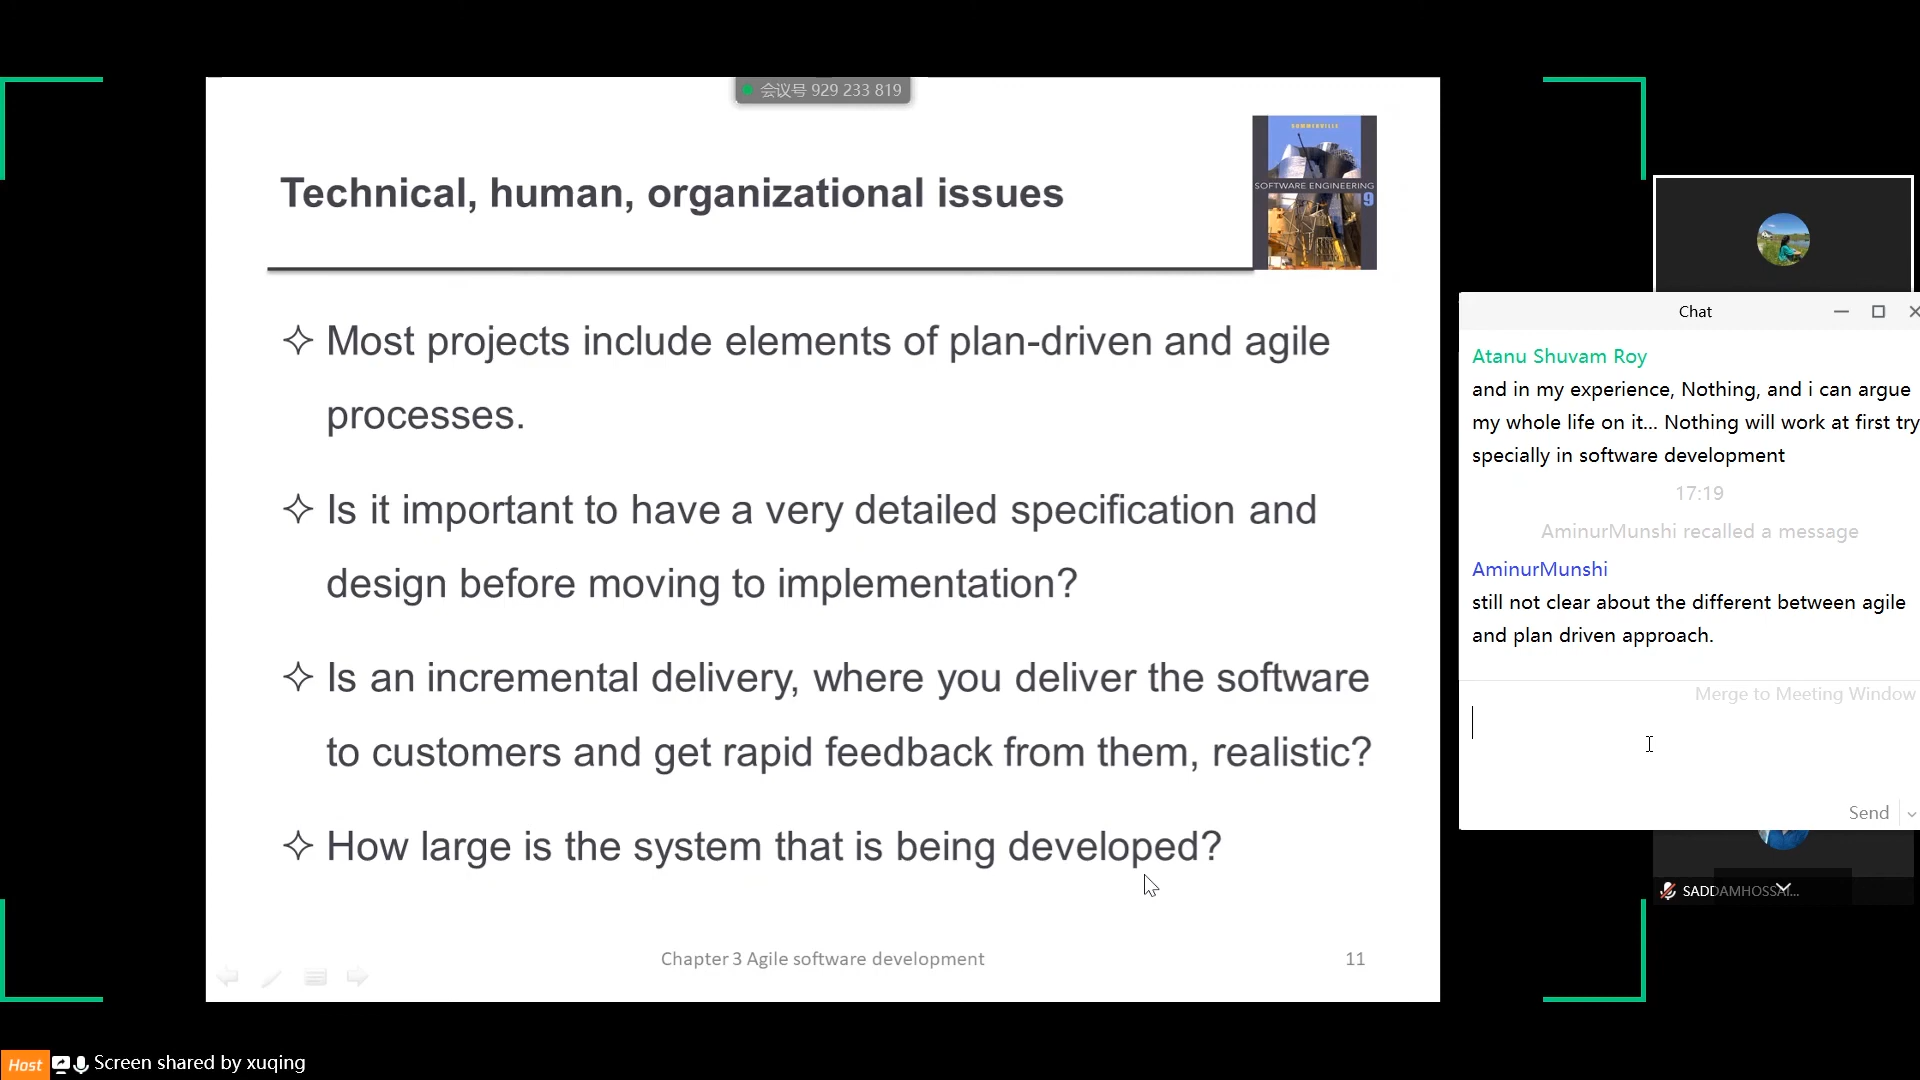 会议号 929 233 819
SOMMERVILLE
SOFTWARE ENGINEERING
9
Technical, human, organizational issues
✧ Most projects include elements of plan-driven and agile
processes.
✧ Is it important to have a very detailed specification and
design before moving to implementation?
✧ Is an incremental delivery, where you deliver the software
to customers and get rapid feedback from them, realistic?
✧ How large is the system that is being developed?
Chapter 3 Agile software development
11
Chat
Atanu Shuvam Roy
and in my experience, Nothing, and i can argue
my whole life on it... Nothing will work at first try
specially in software development
17:19
AminurMunshi recalled a message
AminurMunshi
still not clear about the different between agile
and plan driven approach.
Merge to Meeting Window
Send
SADDAMHOSSAI...
Host Screen shared by xuqing